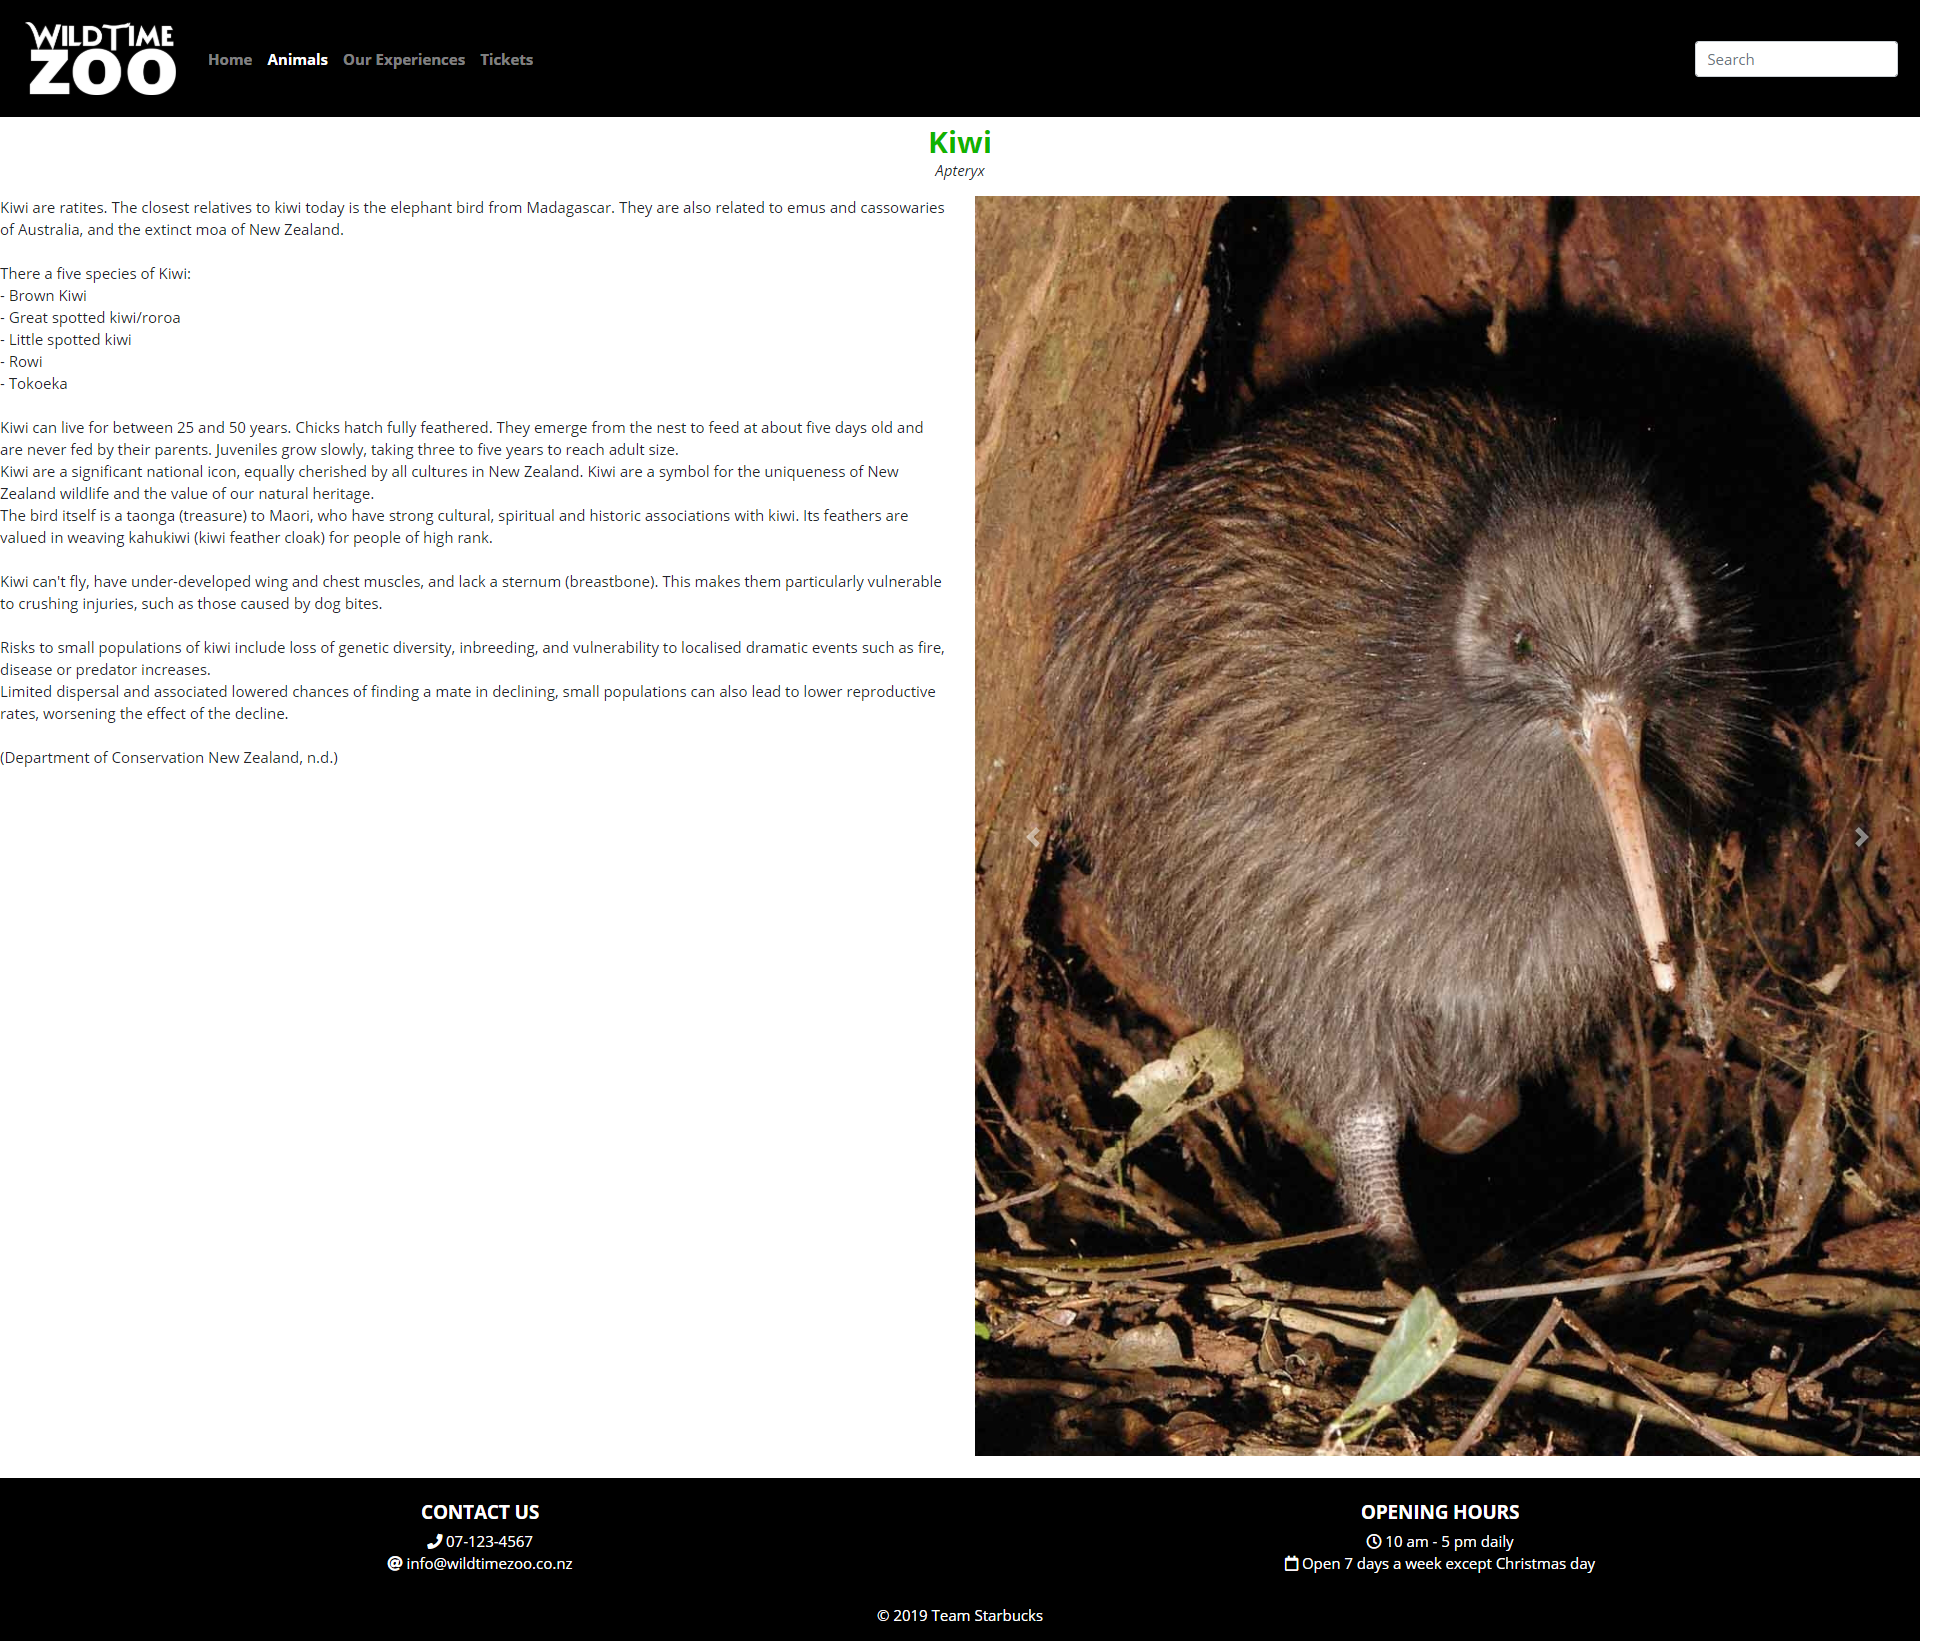 WILDTIME
ZOO
Home Animals Our Experiences Tickets
Search
Kiwi
Apteryx
Kiwi are ratites. The closest relatives to kiwi today is the elephant bird from Madagascar. They are also related to emus and cassowaries
of Australia, and the extinct moa of New Zealand.
There a five species of Kiwi:
- Brown Kiwi
- Great spotted kiwi/roroa
- Little spotted kiwi
- Rowi
- Tokoeka
Kiwi can live for between 25 and 50 years. Chicks hatch fully feathered. They emerge from the nest to feed at about five days old and
are never fed by their parents. Juveniles grow slowly, taking three to five years to reach adult size.
Kiwi are a significant national icon, equally cherished by all cultures in New Zealand. Kiwi are a symbol for the uniqueness of New
Zealand wildlife and the value of our natural heritage.
The bird itself is a taonga (treasure) to Maori, who have strong cultural, spiritual and historic associations with kiwi. Its feathers are
valued in weaving kahukiwi (kiwi feather cloak) for people of high rank.
Kiwi can't fly, have under-developed wing and chest muscles, and lack a sternum (breastbone). This makes them particularly vulnerable
to crushing injuries, such as those caused by dog bites.
Risks to small populations of kiwi include loss of genetic diversity, inbreeding, and vulnerability to localised dramatic events such as fire,
disease or predator increases.
Limited dispersal and associated lowered chances of finding a mate in declining, small populations can also lead to lower reproductive
rates, worsening the effect of the decline.
(Department of Conservation New Zealand, n.d.)
CONTACT US
07-123-4567
info@wildtimezoo.co.nz
OPENING HOURS
10 am - 5 pm daily
Open 7 days a week except Christmas day
© 2019 Team Starbucks